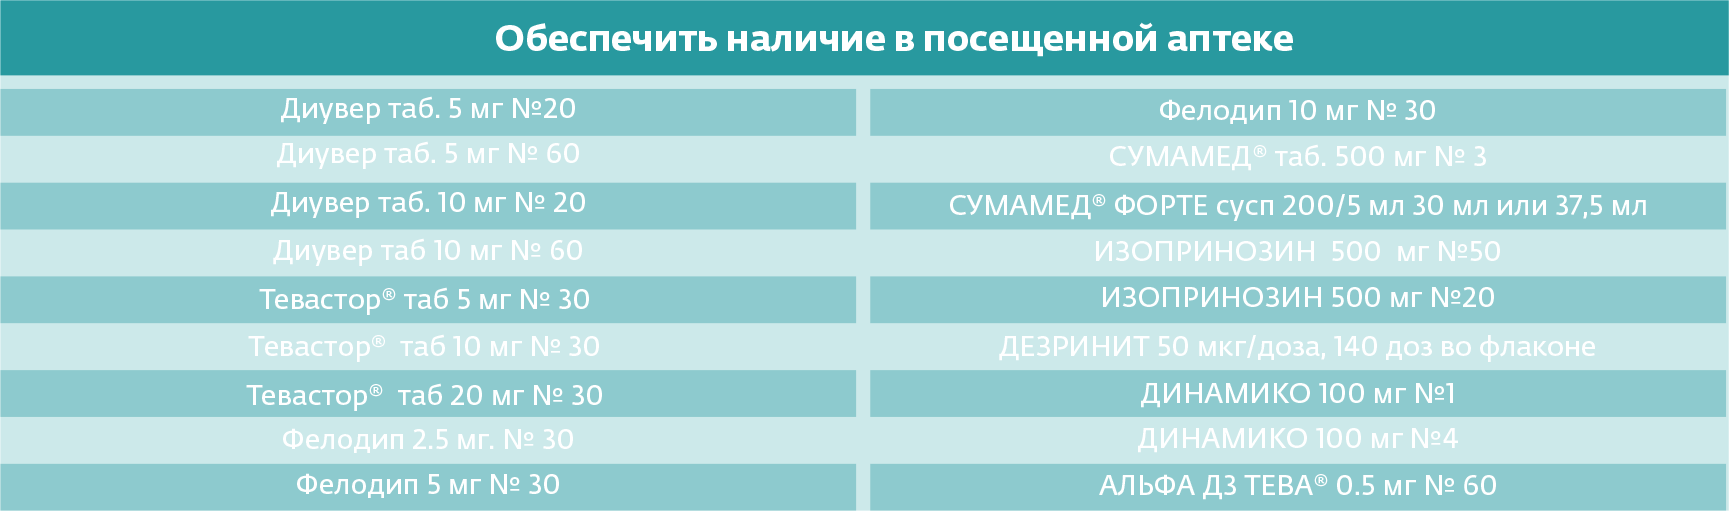 Обеспечить наличие в посещенной аптеке
Диувер таб. 5 мг №20
Фелодип 10 мг № 30
Диувер таб. 5 мг № 60
СУМАМЕД® таб. 500 мг № 3
Диувер таб. 10 мг № 20
СУМАМЕД® ФОРТЕ сусп 200/5 мл 30 мл или 37,5 мл
Диувер таб 10 мг № 60
ИЗОПРИНОЗИН 500 мг №50
Тевастор® таб 5 мг № 30
ИЗОПРИНОЗИН 500 мг №20
Тевастор® таб 10 мг № 30
ДЕЗРИНИТ 50 мкг/доза, 140 доз во флаконе
Тевастор® таб 20 мг № 30
ДИНАМИКО 100 мг №1
Фелодип 2.5 мг. № 30
ДИНАМИКО 100 мг №4
Фелодип 5 мг № 30
АЛЬФА Д3 ТЕВА® 0.5 мг № 60